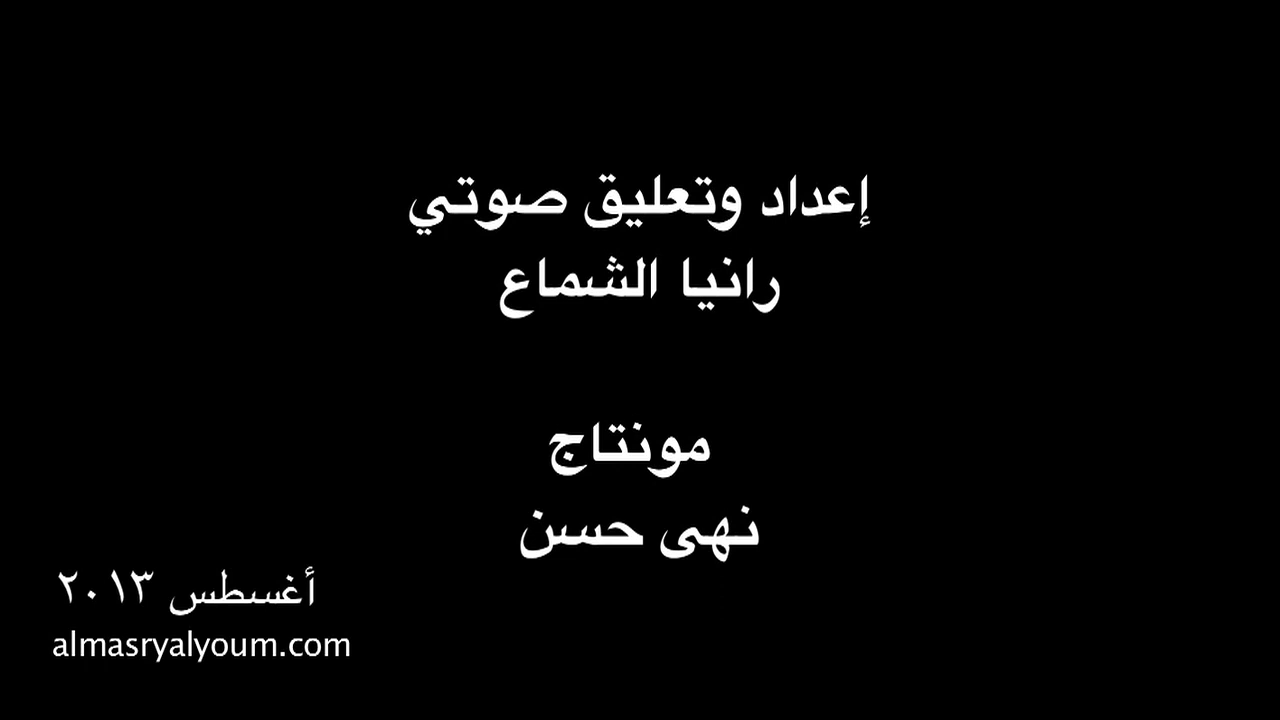 إعداد وتعليق صوتي
رانيا الشماع
مونتاج
نهى حسن
أغسطس ٢٠١٣
almasryalyoum.com